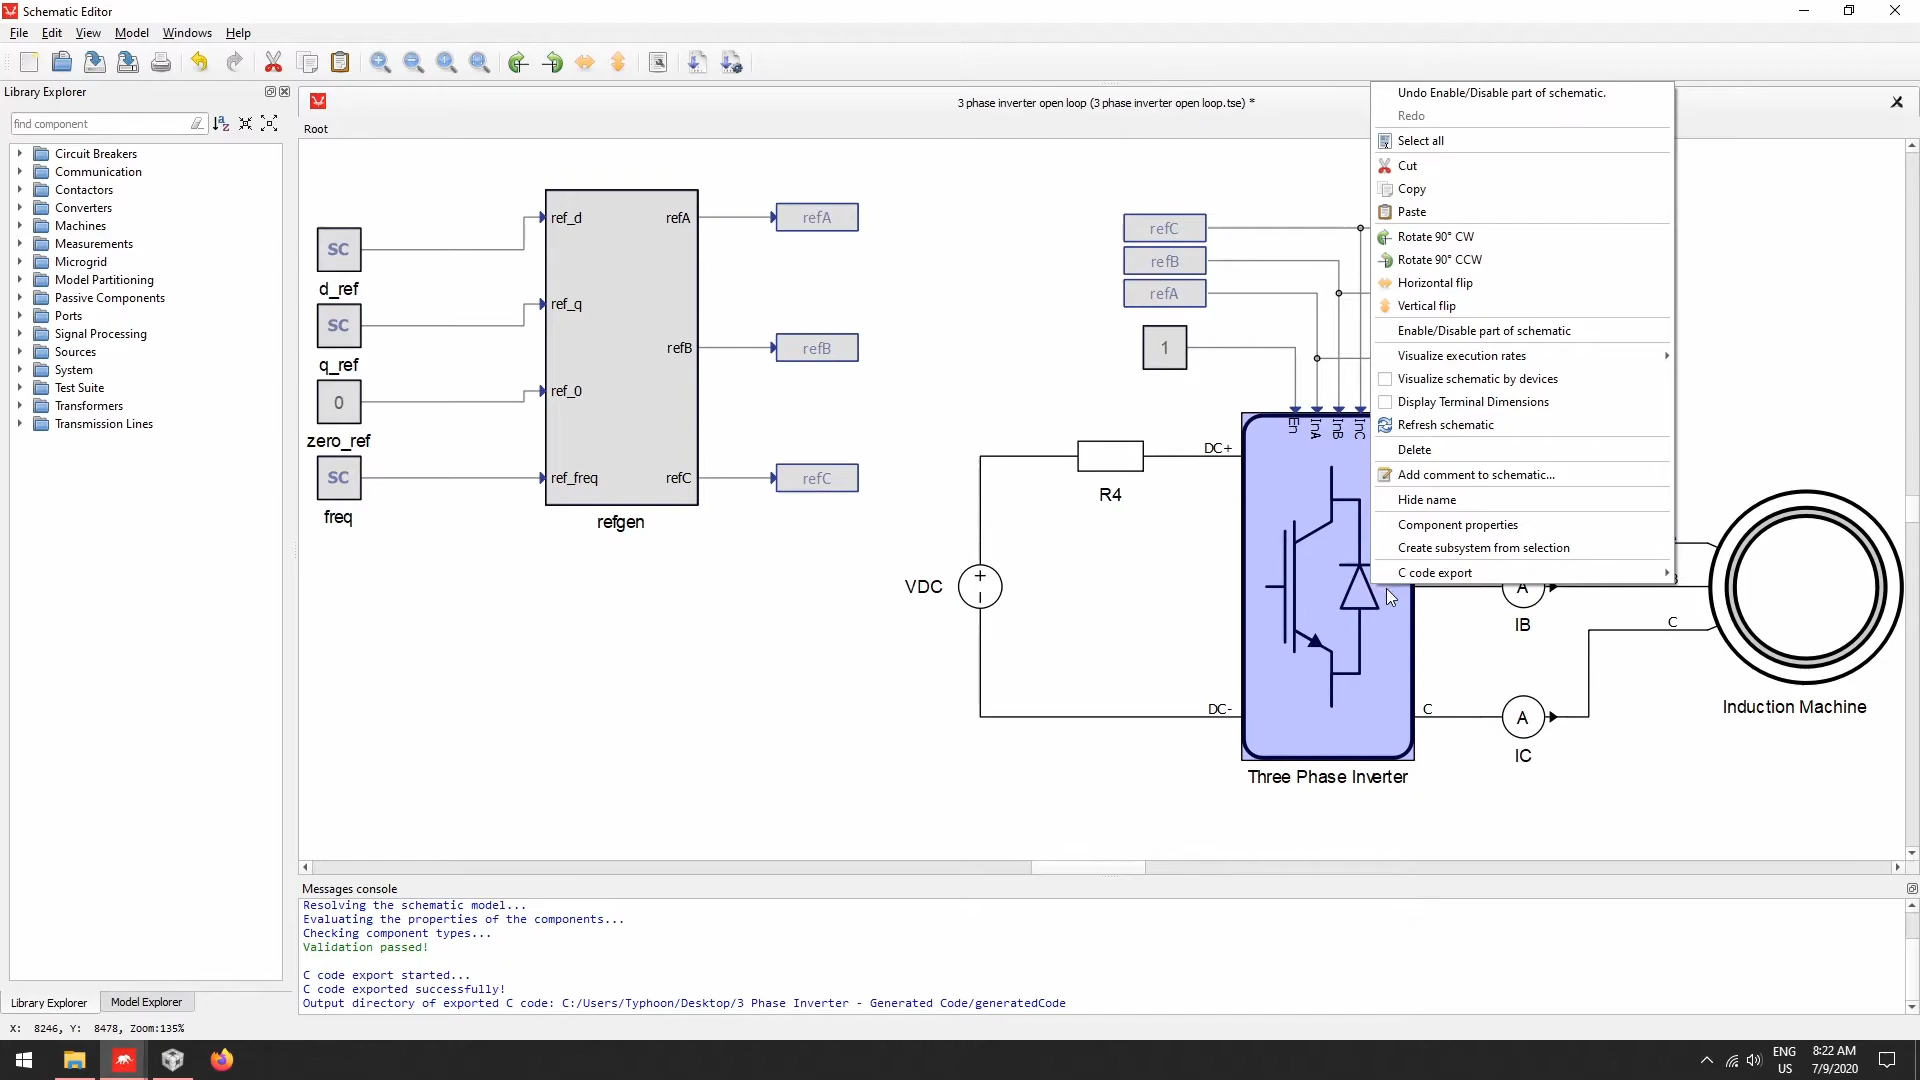 Schematic Editor
File Edit View Model Windows Help
Library Explorer
find component
Circuit Breakers
Communication
Contactors
Converters
Machines
Measurements
Microgrid
Model Partitioning
Passive Components
Ports
Signal Processing
Sources
System
Test Suite
Transformers
Transmission Lines
Library Explorer
Model Explorer
X: 8246, Y: 8478, Zoom:135%
3 phase inverter open loop (3 phase inverter open loop.tse) *
Root
SC
d_ref
SC
q_ref
0
zero_ref
SC
freq
ref_d
ref_q
ref_0
ref_freq
refA
refB
refC
refgen
refA
refB
refC
refC
refB
refA
1
En
InA
InB
InC
DC+
R4
VDC
+
DC-
C
Three Phase Inverter
A
IB
A
IC
C
Induction Machine
Undo Enable/Disable part of schematic.
Redo
Select all
Cut
Copy
Paste
Rotate 90° CW
Rotate 90° CCW
Horizontal flip
Vertical flip
Enable/Disable part of schematic
Visualize execution rates
Visualize schematic by devices
Display Terminal Dimensions
Refresh schematic
Delete
Add comment to schematic...
Hide name
Component properties
Create subsystem from selection
C code export
Messages console
Resolving the schematic model...
Evaluating the properties of the components...
Checking component types...
Validation passed!
C code export started...
C code exported successfully!
Output directory of exported C code: C:/Users/Typhoon/Desktop/3 Phase Inverter - Generated Code/generatedCode
ENG
US
8:22 AM
7/9/2020